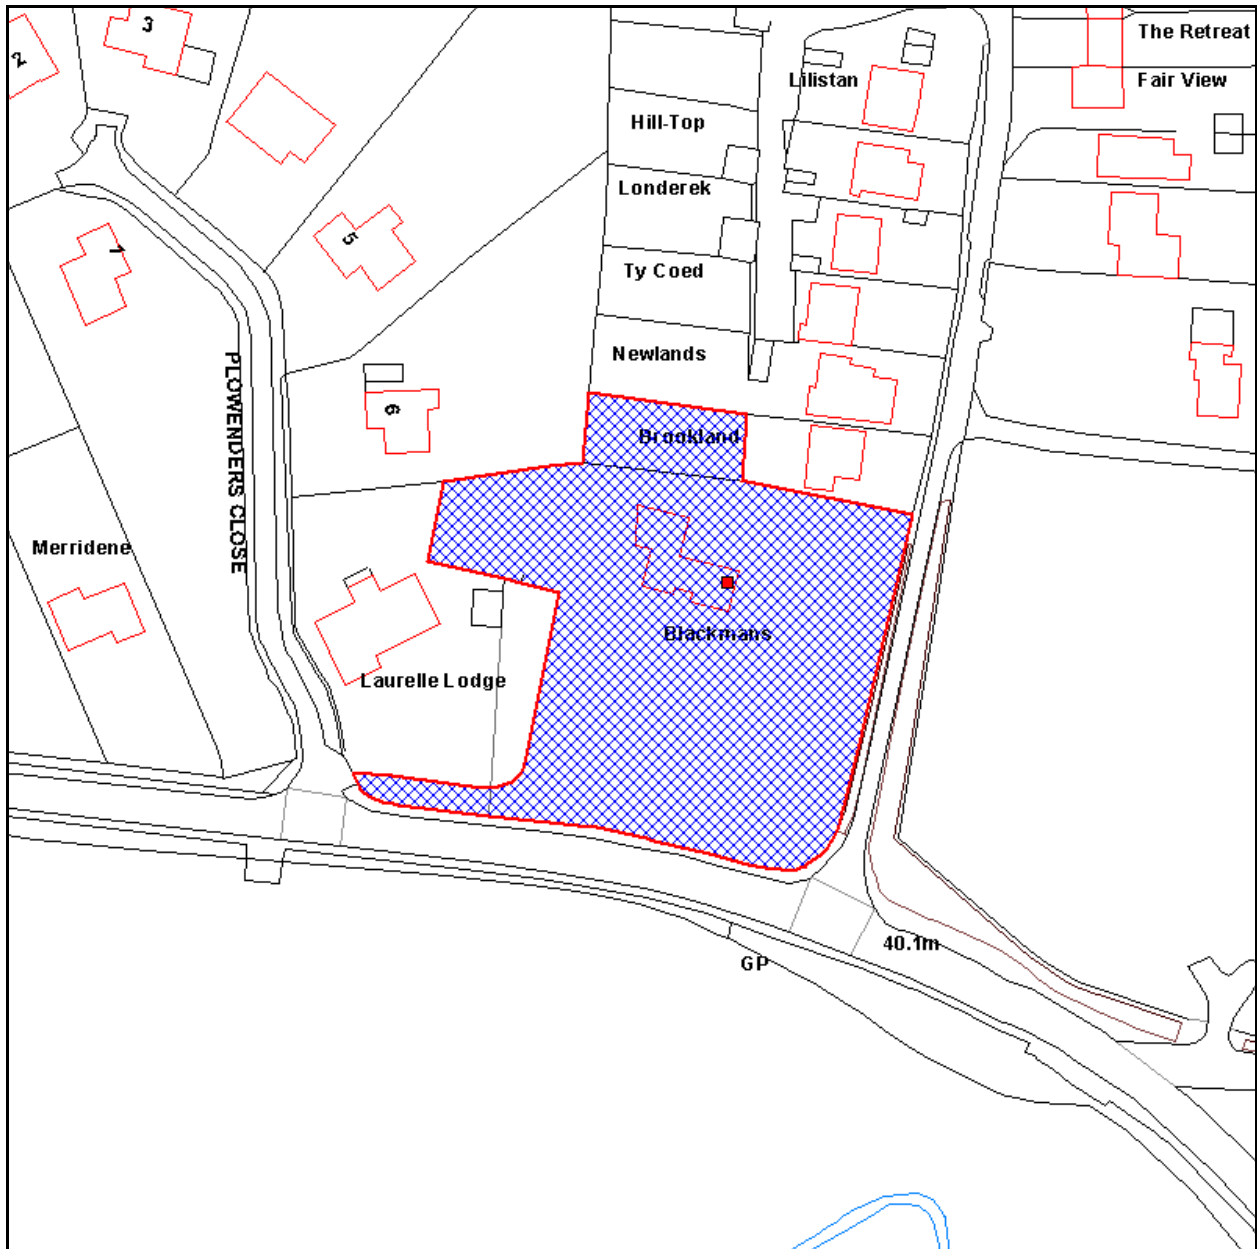 3
2
The Retreat
Lilistan
Fair View
Hill-Top
Londerek
1
5
Ty Coed
Newlands
PLOWENDERS CLOSE
6
Brookland
Merridene
Blackmans
Laurelle Lodge
40.1m
GP